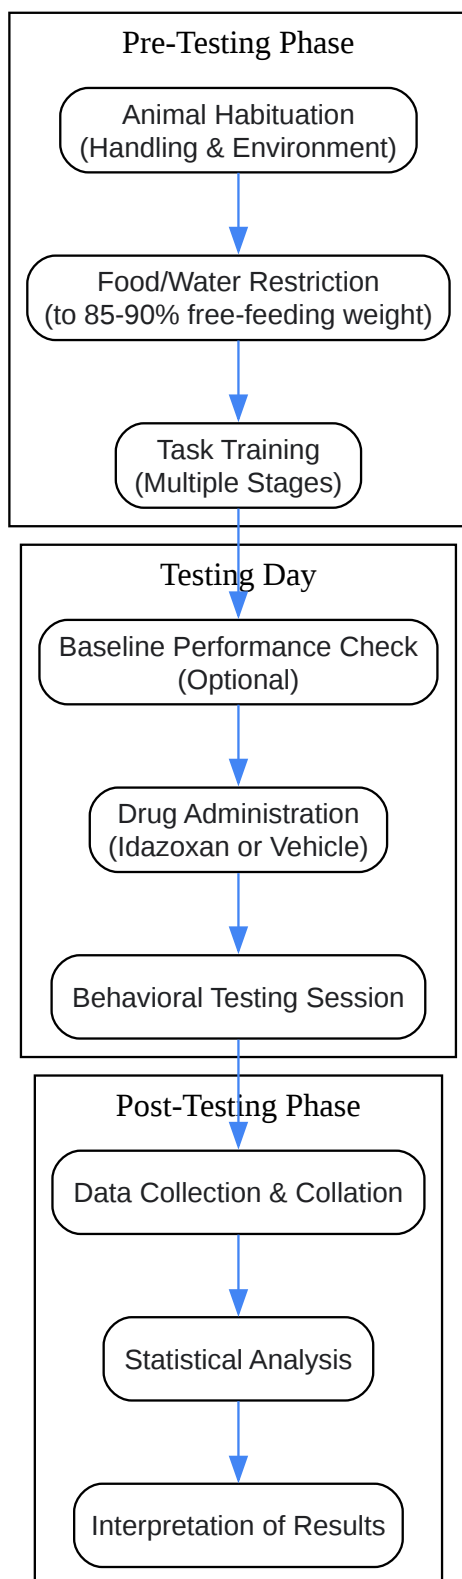 Pre-Testing Phase
Animal Habituation
(Handling & Environment)
Food/Water Restriction
(to 85-90% free-feeding weight)
Task Training
(Multiple Stages)
Testing Day
Baseline Performance Check
(Optional)
Drug Administration
(Idazoxan or Vehicle)
Behavioral Testing Session
Post-Testing Phase
Data Collection & Collation
Statistical Analysis
Interpretation of Results